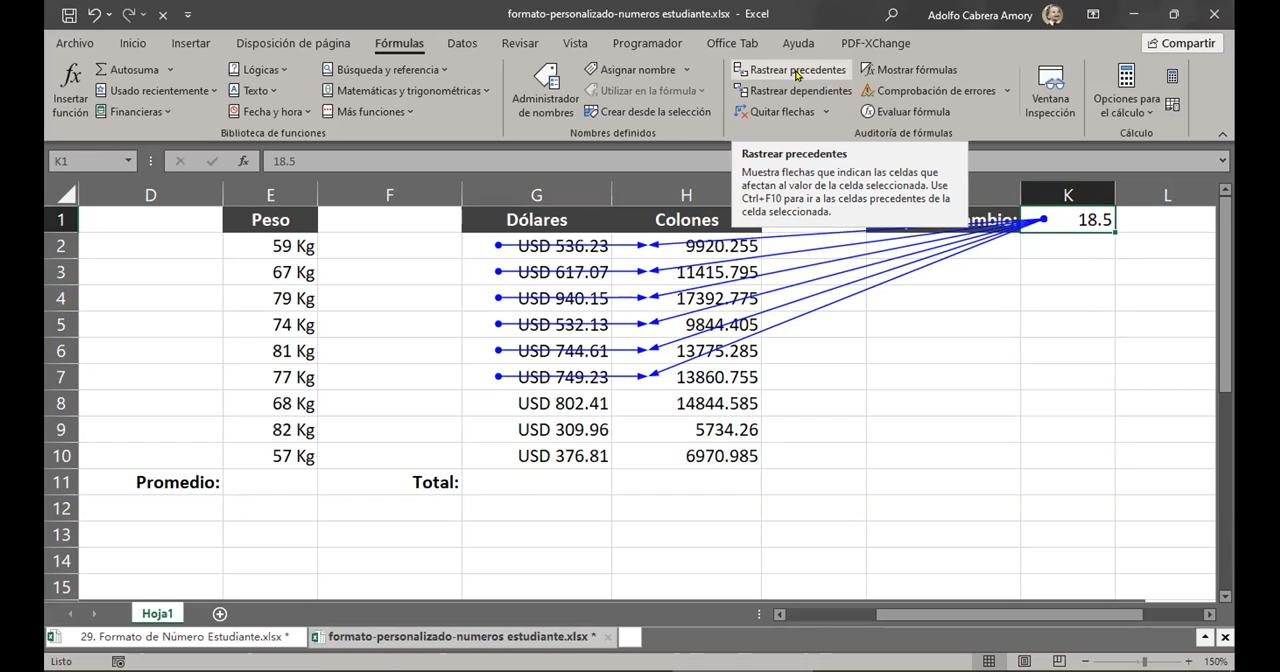 formato-personalizado-numeros estudiante.xlsx - Excel
Adolfo Cabrera Amory
Archivo Inicio Insertar Disposición de página Fórmulas Datos Revisar Vista Programador Office Tab Ayuda PDF-XChange Compartir
Insertar función
Autosuma
Usado recientemente
Financieras
Lógicas
Texto
Fecha y hora
Búsqueda y referencia
Matemáticas y trigonométricas
Más funciones
Biblioteca de funciones
Administrador de nombres
Asignar nombre
Utilizar en la fórmula
Crear desde la selección
Nombres definidos
Rastrear precedentes
Rastrear dependientes
Quitar flechas
Mostrar fórmulas
Comprobación de errores
Evaluar fórmula
Auditoría de fórmulas
Ventana Inspección
Opciones para el cálculo
Cálculo
K1 fx 18.5
Rastrear precedentes
Muestra flechas que indican las celdas que
afectan al valor de la celda seleccionada. Use
Ctrl+F10 para ir a las celdas precedentes de la
celda seleccionada.
D E F G H K L
1 Peso Dólares Colones 18.5
2 59 Kg USD 536.23 9920.255
3 67 Kg USD 617.07 11415.795
4 79 Kg USD 940.15 17392.775
5 74 Kg USD 532.13 9844.405
6 81 Kg USD 744.61 13775.285
7 77 Kg USD 749.23 13860.755
8 68 Kg USD 802.41 14844.585
9 82 Kg USD 309.96 5734.26
10 57 Kg USD 376.81 6970.985
11 Promedio: Total:
12
13
14
15
Hoja1
29. Formato de Número Estudiante.xlsx * formato-personalizado-numeros estudiante.xlsx *
Listo 150%